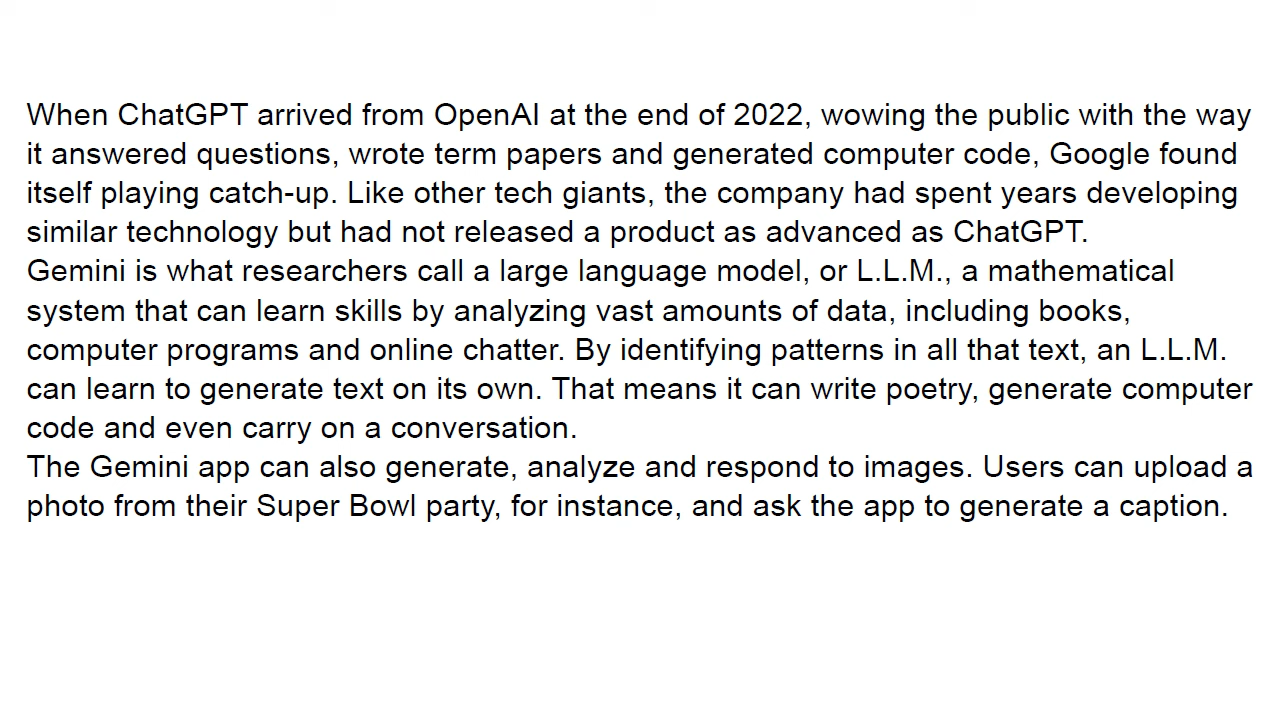 When ChatGPT arrived from OpenAI at the end of 2022, wowing the public with the way
it answered questions, wrote term papers and generated computer code, Google found
itself playing catch-up. Like other tech giants, the company had spent years developing
similar technology but had not released a product as advanced as ChatGPT.
Gemini is what researchers call a large language model, or L.L.M., a mathematical
system that can learn skills by analyzing vast amounts of data, including books,
computer programs and online chatter. By identifying patterns in all that text, an L.L.M.
can learn to generate text on its own. That means it can write poetry, generate computer
code and even carry on a conversation.
The Gemini app can also generate, analyze and respond to images. Users can upload a
photo from their Super Bowl party, for instance, and ask the app to generate a caption.